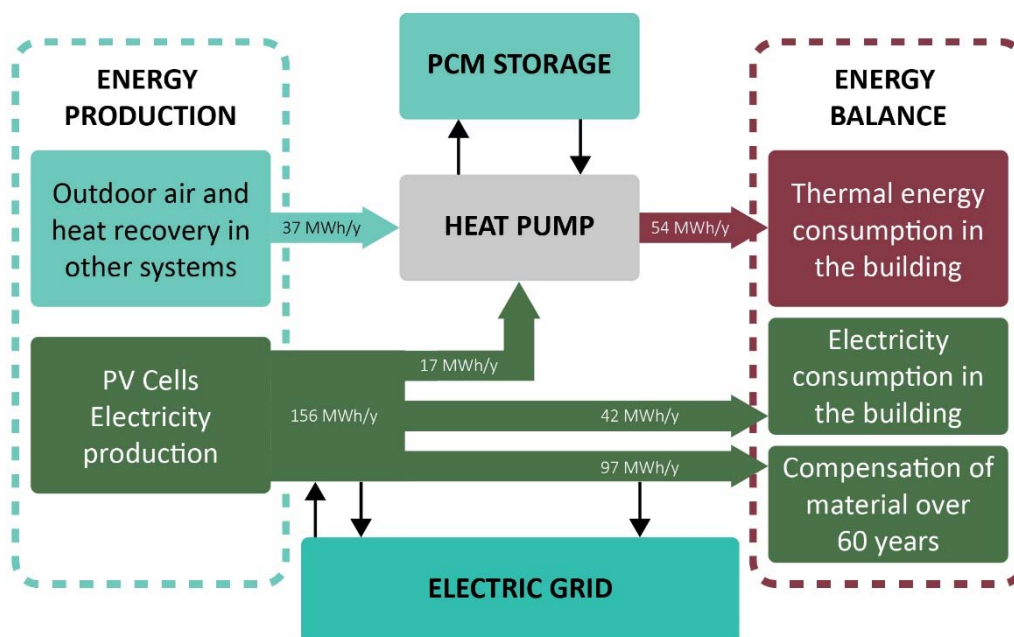 ENERGY
PRODUCTION
Outdoor air and
heat recovery in
other systems
37 MWh/y
PV Cells
Electricity
production
156 MWh/y
17 MWh/y
42 MWh/y
97 MWh/y
PCM STORAGE
HEAT PUMP
54 MWh/y
ELECTRIC GRID
ENERGY
BALANCE
Thermal energy
consumption in
the building
Electricity
consumption in
the building
Compensation of
material over
60 years